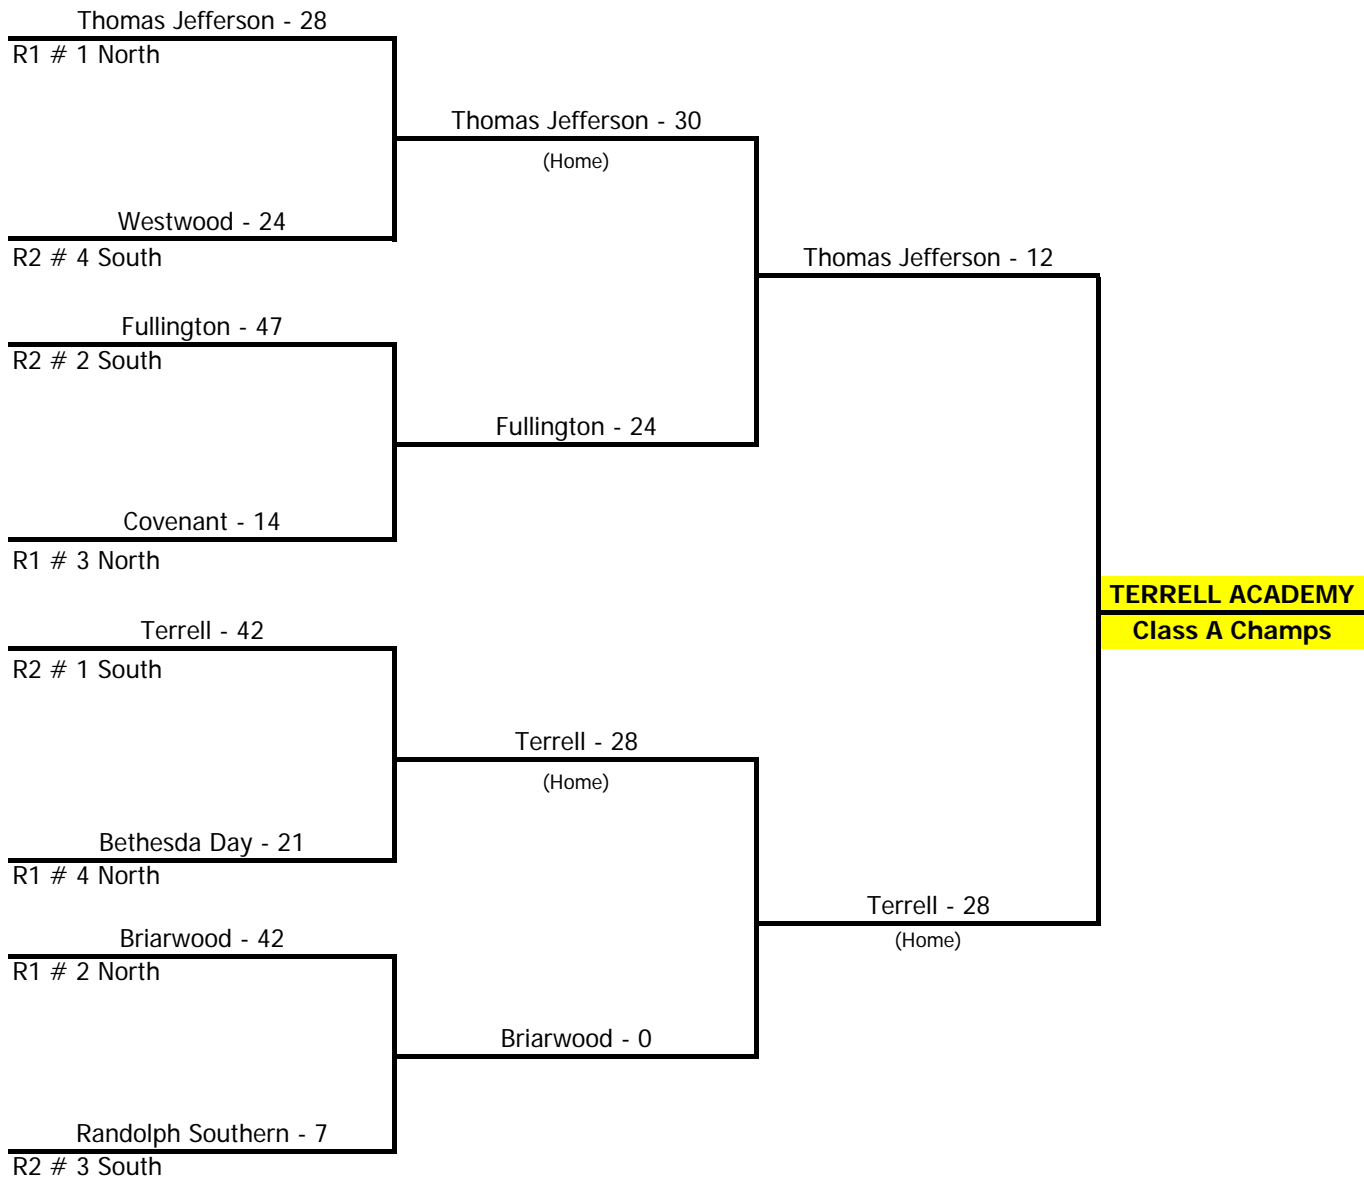 Thomas Jefferson - 28
R1 # 1 North
Thomas Jefferson - 30
(Home)
Westwood - 24
R2 # 4 South
Thomas Jefferson - 12
Fullington - 47
R2 # 2 South
Fullington - 24
Covenant - 14
R1 # 3 North
TERRELL ACADEMY
Class A Champs
Terrell - 42
R2 # 1 South
Terrell - 28
(Home)
Bethesda Day - 21
R1 # 4 North
Terrell - 28
(Home)
Briarwood - 42
R1 # 2 North
Briarwood - 0
Randolph Southern - 7
R2 # 3 South